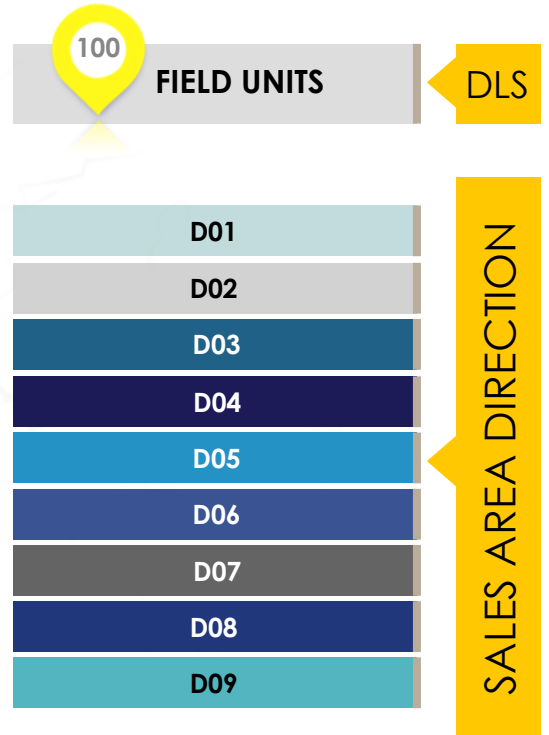 100
FIELD UNITS
DLS
D01
D02
D03
D04
D05
D06
D07
D08
D09
SALES AREA DIRECTION